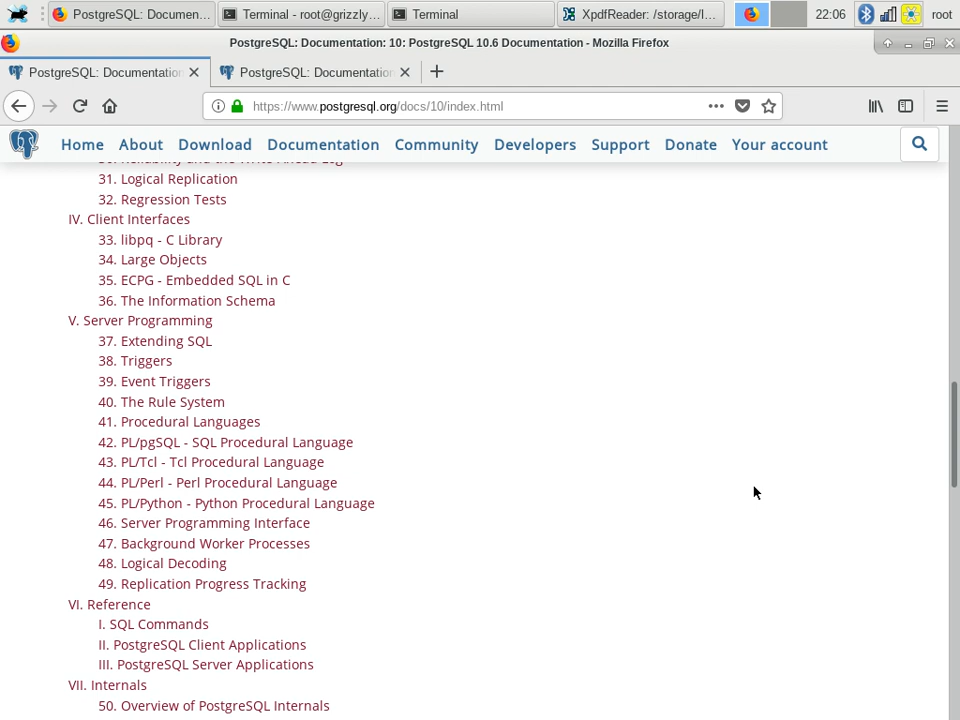 PostgreSQL: Documen...
Terminal - root@grizzly...
Terminal
XpdfReader: /storage/l...
22:06
root
PostgreSQL: Documentation: 10: PostgreSQL 10.6 Documentation - Mozilla Firefox
PostgreSQL: Documentation
PostgreSQL: Documentation
https://www.postgresql.org/docs/10/index.html
Home
About
Download
Documentation
Community
Developers
Support
Donate
Your account
30. Reliability and the Write-Ahead Log
31. Logical Replication
32. Regression Tests
IV. Client Interfaces
33. libpq - C Library
34. Large Objects
35. ECPG - Embedded SQL in C
36. The Information Schema
V. Server Programming
37. Extending SQL
38. Triggers
39. Event Triggers
40. The Rule System
41. Procedural Languages
42. PL/pgSQL - SQL Procedural Language
43. PL/Tcl - Tcl Procedural Language
44. PL/Perl - Perl Procedural Language
45. PL/Python - Python Procedural Language
46. Server Programming Interface
47. Background Worker Processes
48. Logical Decoding
49. Replication Progress Tracking
VI. Reference
I. SQL Commands
II. PostgreSQL Client Applications
III. PostgreSQL Server Applications
VII. Internals
50. Overview of PostgreSQL Internals